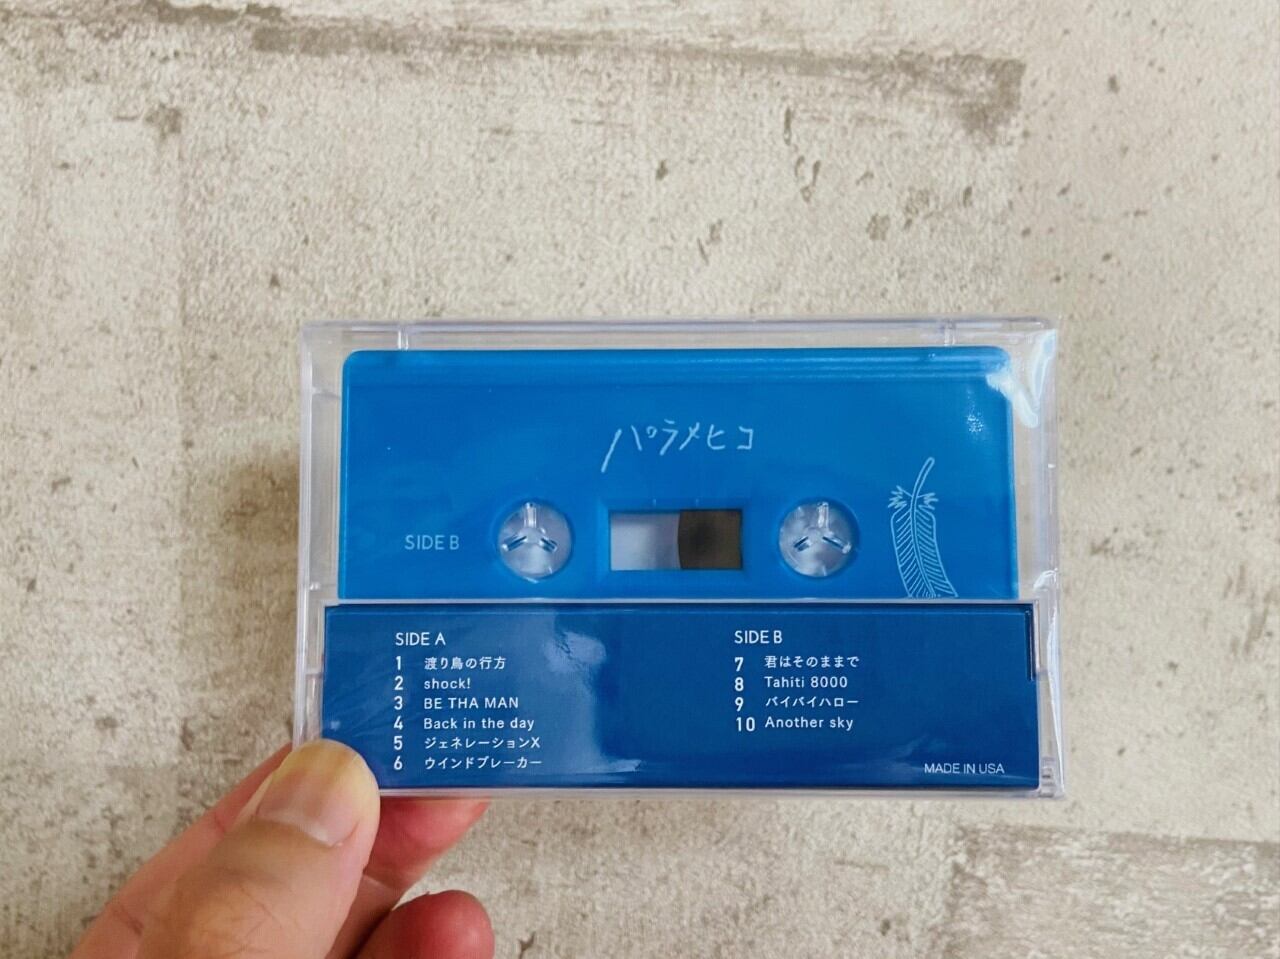 パラメヒコ
SIDE B
SIDE A
1 渡り鳥の行方
2 shock!
3 BE THA MAN
4 Back in the day
5 ジェネレーションX
6 ウインドブレーカー
SIDE B
7 君はそのままで
8 Tahiti 8000
9 バイバイハロー
10 Another sky
MADE IN USA